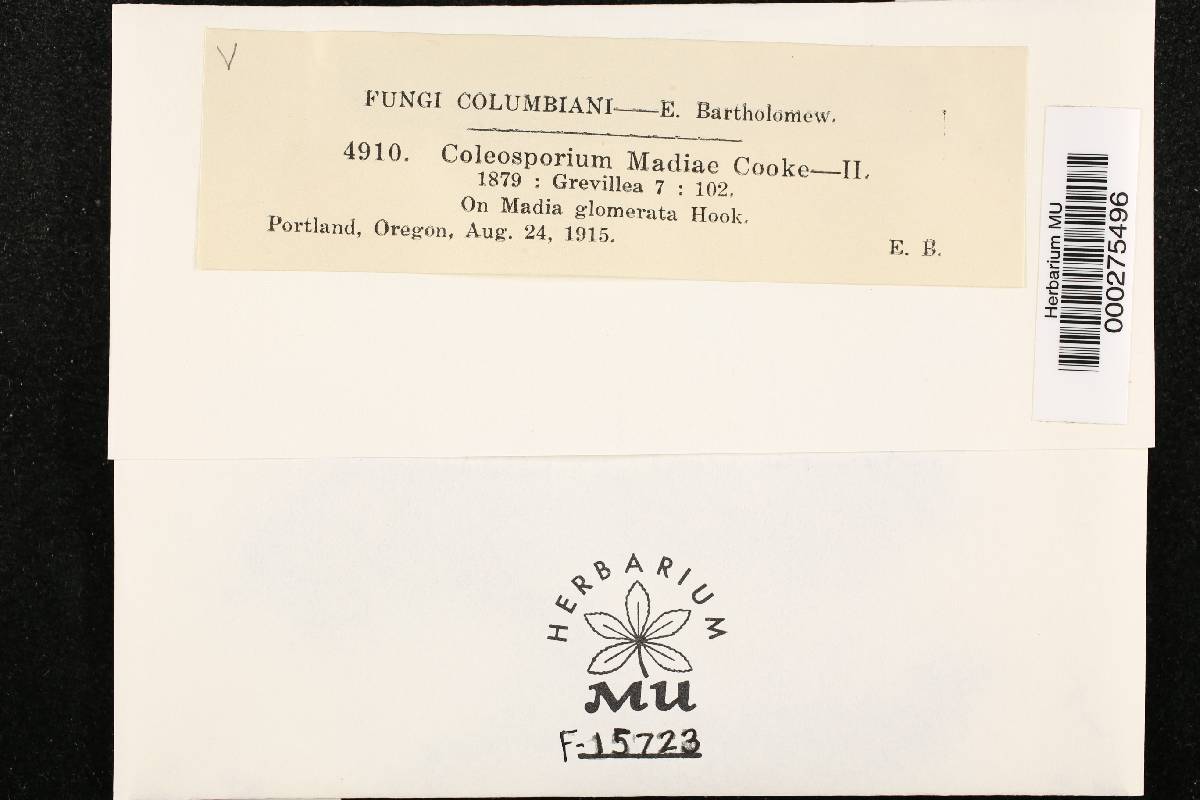 V
FUNGI COLUMBIANI——E. Bartholomew.
4910. Coleosporium Madiae Cooke—II.
1879 : Grevillea 7 : 102.
On Madia glomerata Hook.
Portland, Oregon, Aug. 24, 1915.
E. B.
Herbarium MU
000275496
HERBARIUM
MU
F-15723